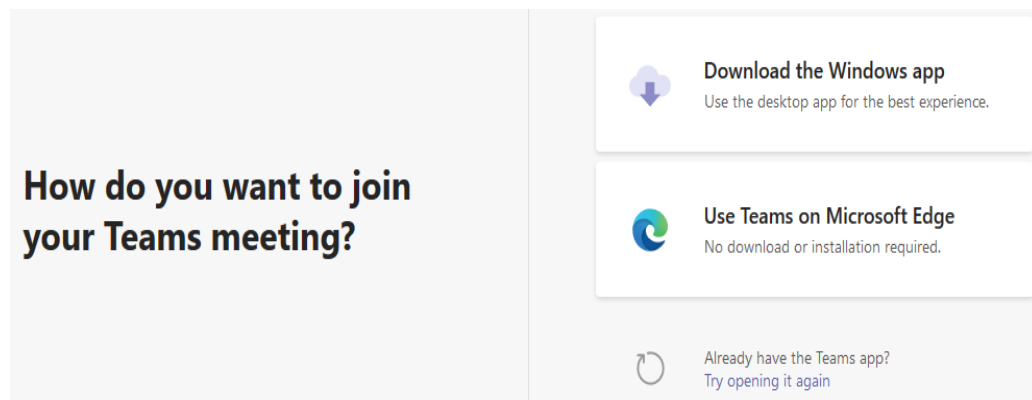 How do you want to join
your Teams meeting?
Download the Windows app
Use the desktop app for the best experience.
Use Teams on Microsoft Edge
No download or installation required.
Already have the Teams app?
Try opening it again